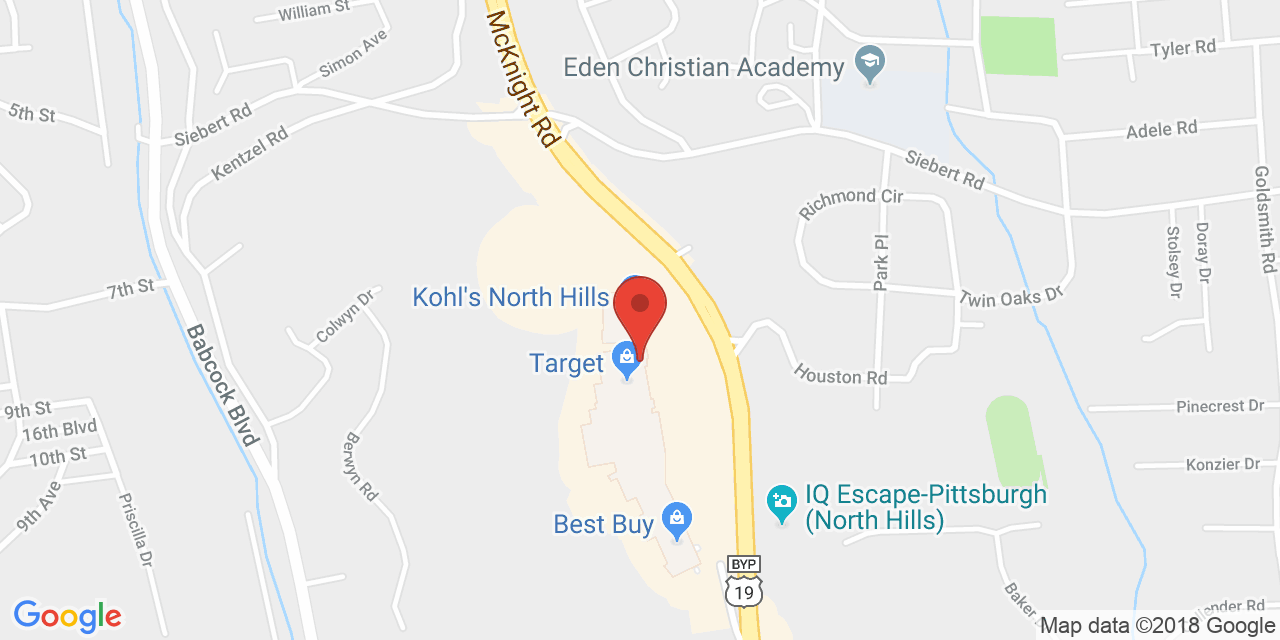 William St
McKnight Rd
Simon Ave
Eden Christian Academy
Tyler Rd
5th St
Siebert Rd
Kentzel Rd
Adele Rd
Siebert Rd
Goldsmith Rd
Richmond Cir
Park Pl
Stolsey Dr
Doray Dr
7th St
Kohl's North Hills
Twin Oaks Dr
Colwyn Dr
Babcock Blvd
Target
Houston Rd
9th St
16th Blvd
10th St
Pinecrest Dr
Berwyn Rd
Konzier Dr
9th Ave
Priscilla Dr
Best Buy
IQ Escape-Pittsburgh
(North Hills)
BYP
19
Baker
Google
Map data ©2018 Google